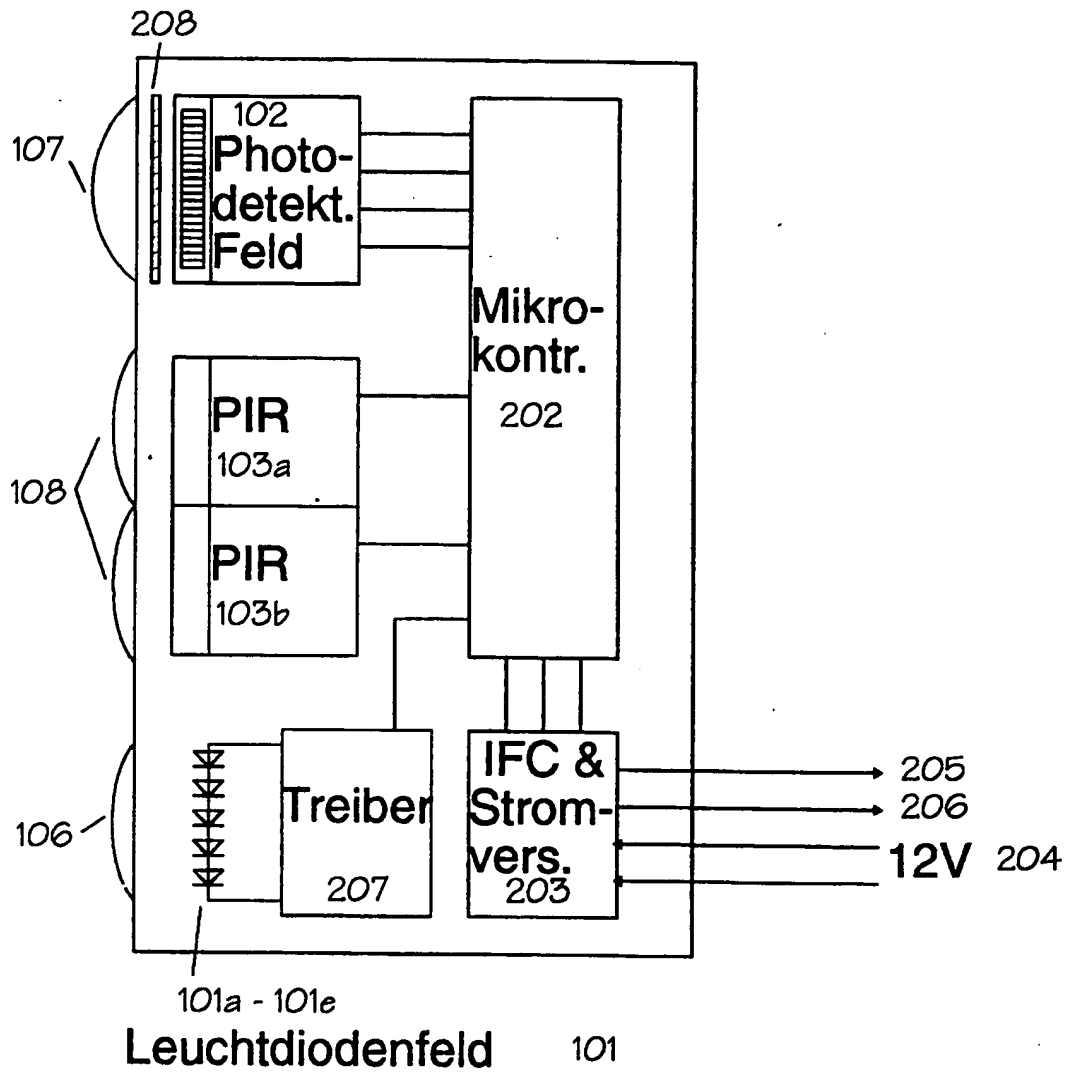 208
107
102
Photo-
detekt.
Feld
Mikro-
kontr.
202
PIR
103a
108
PIR
103b
106
Treiber
207
IFC &
Strom-
vers.
203
205
206
12V 204
101a - 101e
Leuchtdiodenfeld 101